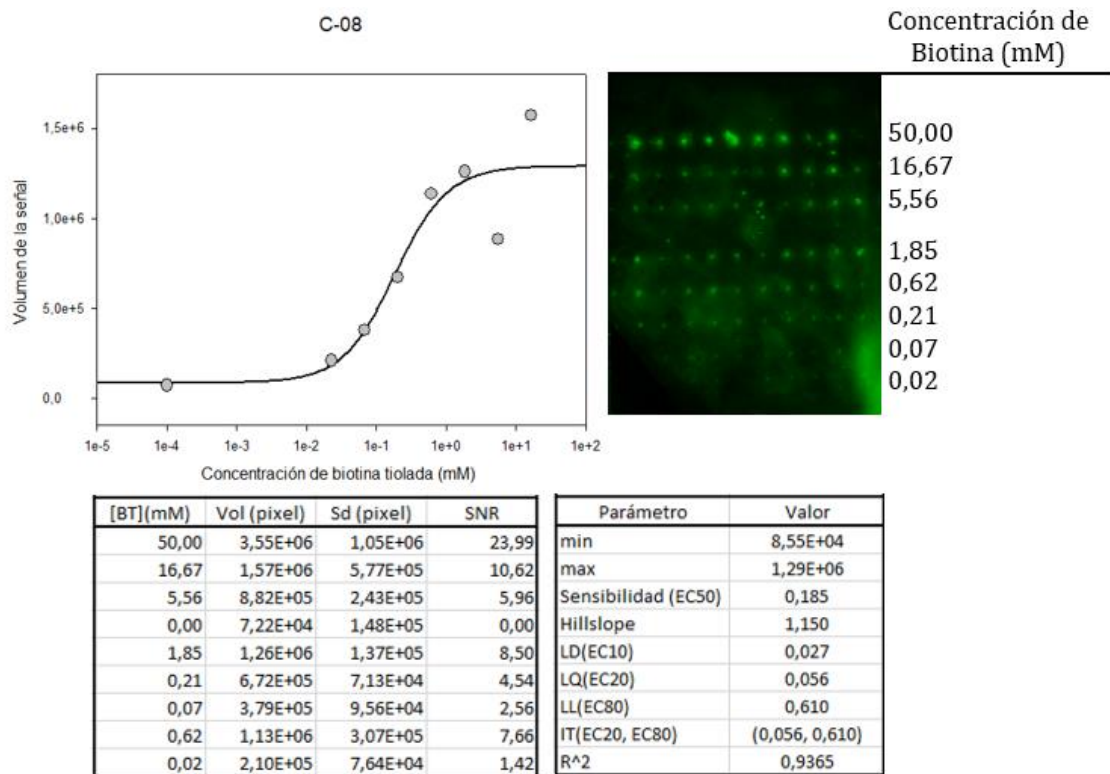 C-08
Volumen de la señal
1,5e+6
1,0e+6
5,0e+5
0,0
1e-5 1e-4 1e-3 1e-2 1e-1 1e+0 1e+1 1e+2
Concentración de biotina tiolada (mM)
Concentración de
Biotina (mM)
50,00
16,67
5,56
1,85
0,62
0,21
0,07
0,02
[BT](mM) Vol (pixel) Sd (pixel) SNR
50,00 3,55E+06 1,05E+06 23,99
16,67 1,57E+06 5,77E+05 10,62
5,56 8,82E+05 2,43E+05 5,96
0,00 7,22E+04 1,48E+05 0,00
1,85 1,26E+06 1,37E+05 8,50
0,21 6,72E+05 7,13E+04 4,54
0,07 3,79E+05 9,56E+04 2,56
0,62 1,13E+06 3,07E+05 7,66
0,02 2,10E+05 7,64E+04 1,42
Parámetro Valor
min 8,55E+04
max 1,29E+06
Sensibilidad (EC50) 0,185
Hillslope 1,150
LD(EC10) 0,027
LQ(EC20) 0,056
LL(EC80) 0,610
IT(EC20, EC80) (0,056, 0,610)
R^2 0,9365